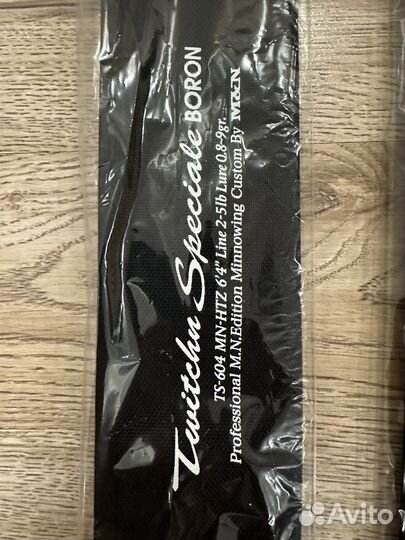 Twitchn Speciale BORON
TS-604 MN-HTZ 6'4" Line 2-5lb Lure 0.8-9gr.
Professional M.N.Edition Minnowing Custom By M&N
Avito